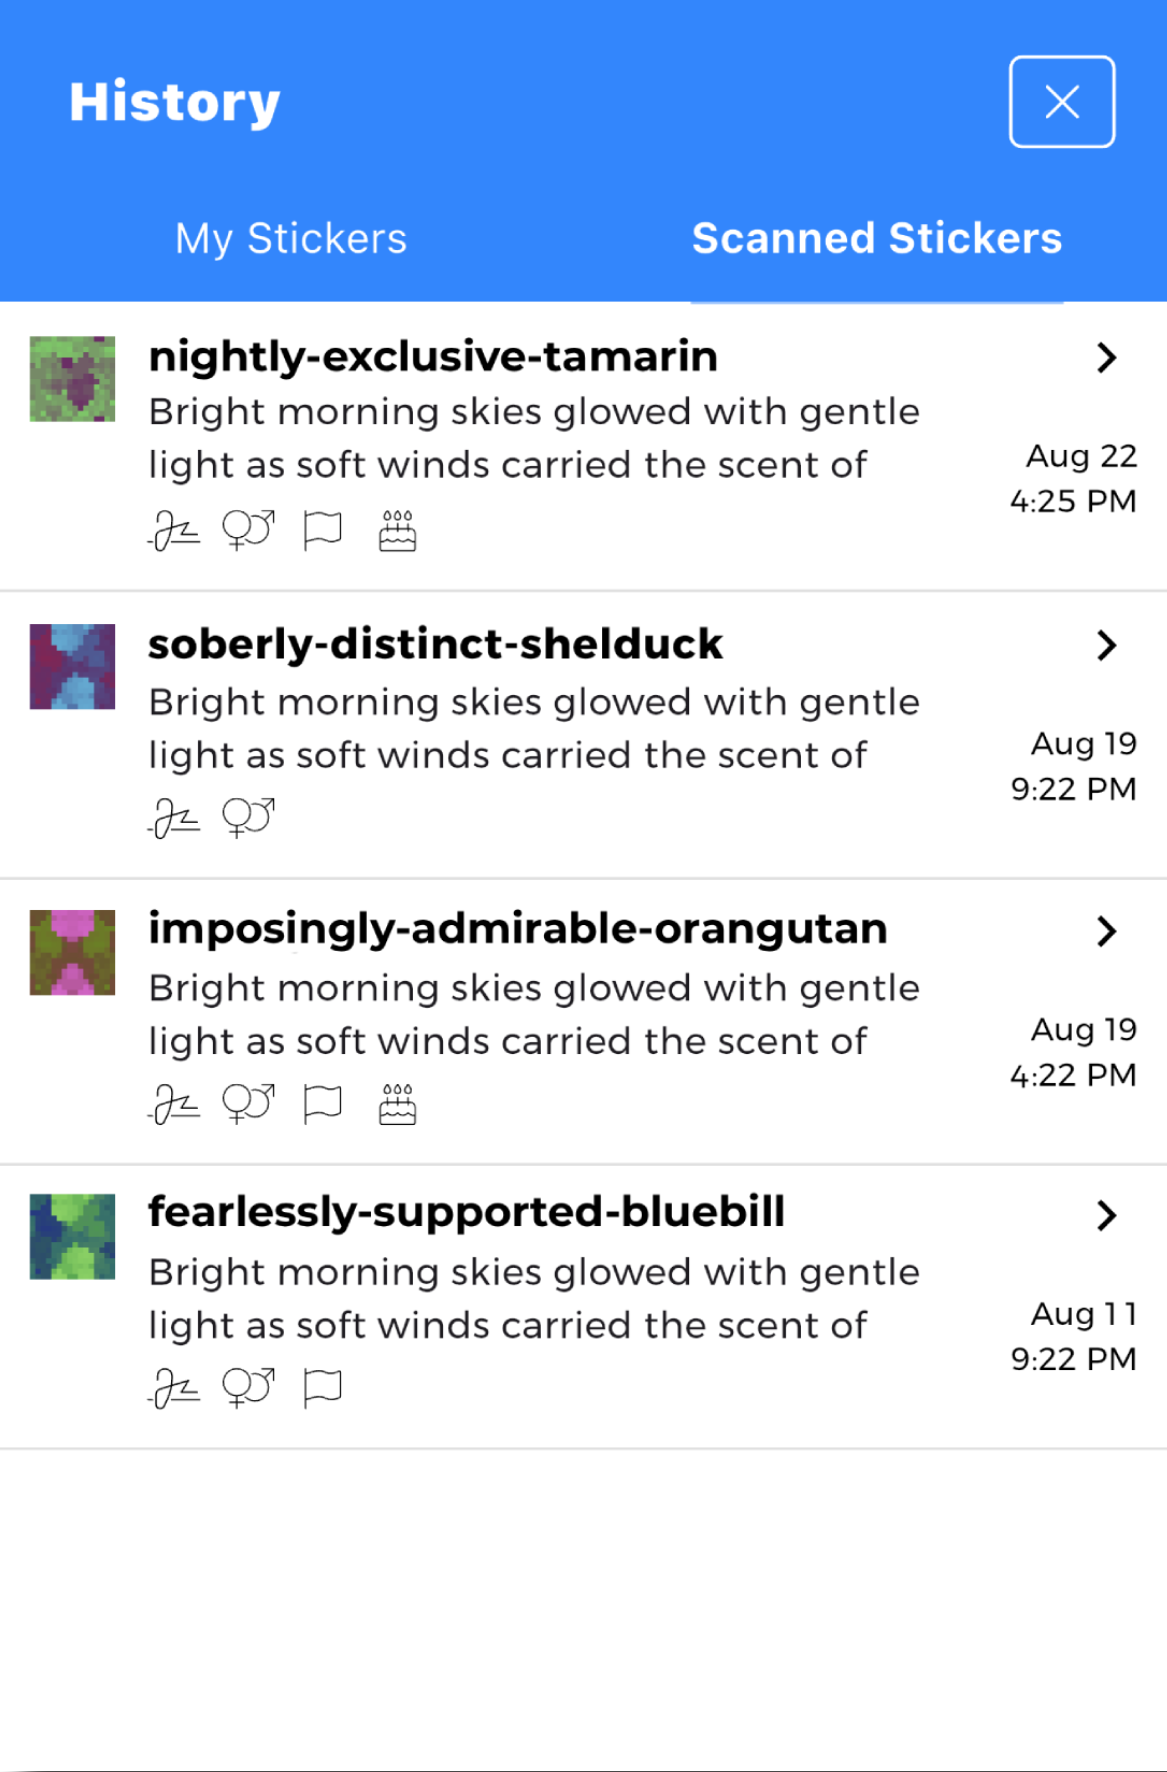 History
My Stickers
Scanned Stickers
nightly-exclusive-tamarin
Bright morning skies glowed with gentle
light as soft winds carried the scent of
Aug 22
4:25 PM
soberly-distinct-shelduck
Bright morning skies glowed with gentle
light as soft winds carried the scent of
Aug 19
9:22 PM
imposingly-admirable-orangutan
Bright morning skies glowed with gentle
light as soft winds carried the scent of
Aug 19
4:22 PM
fearlessly-supported-bluebill
Bright morning skies glowed with gentle
light as soft winds carried the scent of
Aug 11
9:22 PM